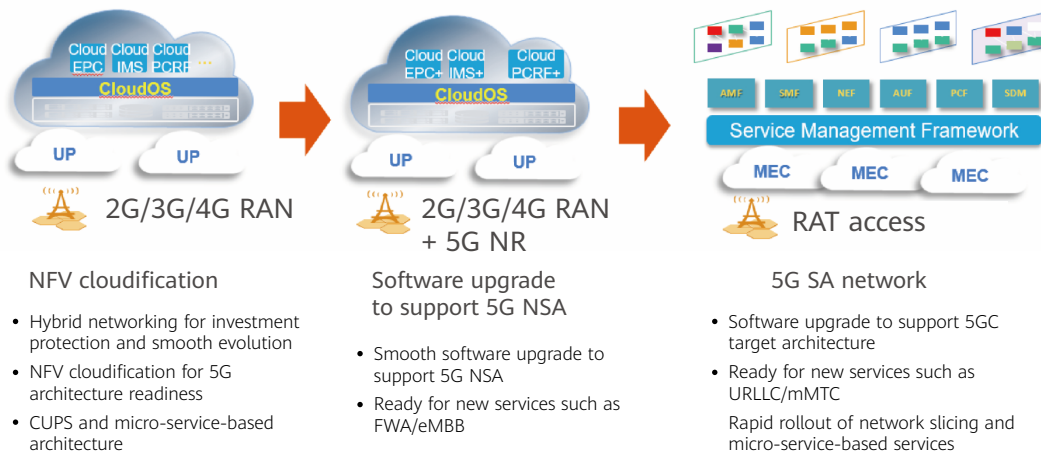 Cloud EPC
Cloud IMS
Cloud PCRF
...
CloudOS
UP
UP
2G/3G/4G RAN
NFV cloudification
• Hybrid networking for investment
protection and smooth evolution
• NFV cloudification for 5G
architecture readiness
• CUPS and micro-service-based
architecture
Cloud EPC+
Cloud IMS+
Cloud PCRF+
CloudOS
UP
UP
2G/3G/4G RAN
+ 5G NR
Software upgrade
to support 5G NSA
• Smooth software upgrade to
support 5G NSA
• Ready for new services such as
FWA/eMBB
AMF
SMF
NEF
AUF
PCF
SDM
Service Management Framework
MEC
MEC
MEC
RAT access
5G SA network
• Software upgrade to support 5GC
target architecture
• Ready for new services such as
URLLC/mMTC
Rapid rollout of network slicing and
micro-service-based services